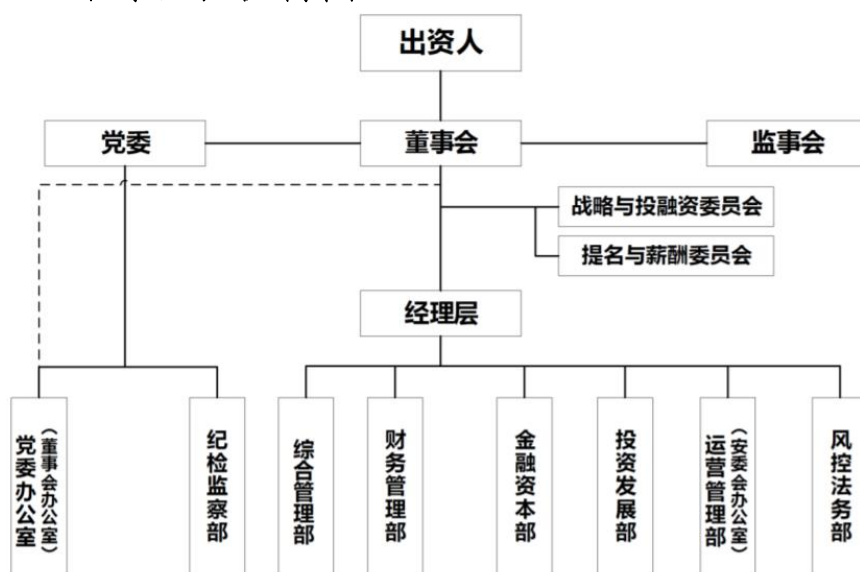 出资人
党委
董事会
监事会
战略与投融资委员会
提名与薪酬委员会
经理层
党委办公室
（董事会办公室）
纪检监察部
综合管理部
财务管理部
金融资本部
投资发展部
运营管理部
（安委会办公室）
风控法务部